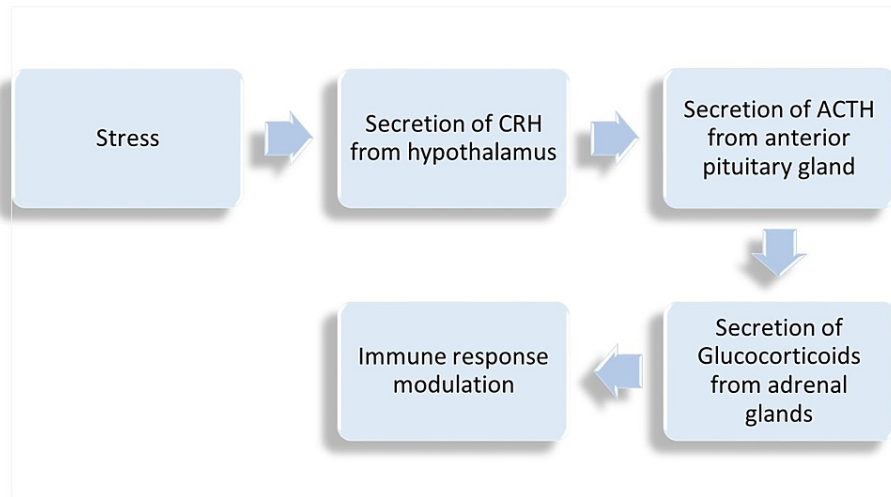 Stress
Secretion of CRH
from hypothalamus
Secretion of ACTH
from anterior
pituitary gland
Secretion of
Glucocorticoids
from adrenal
glands
Immune response
modulation